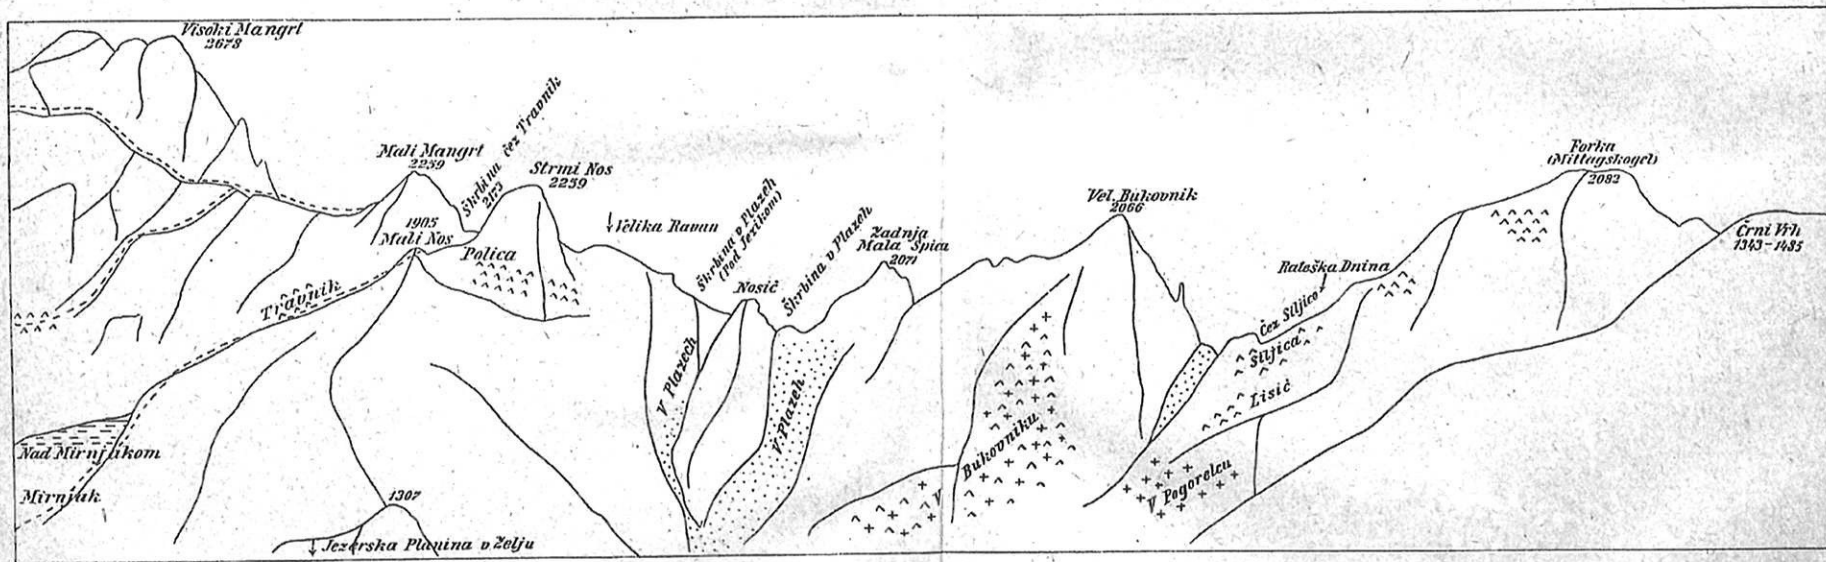 Visoki Mangrt
2678
Mali Mangrt
2259
Škrbina čez Travnik
2173
Strmi Nos
2259
1905
Mali Nos
Polica
Travnik
Nad Mirnjakom
Mirnjak
1307
↓ Jezerska Planina v Želju
↓ Velika Ravan
Škrbina v Plazeh
(Pod Jezikom)
Nosič
Škrbina v Plazeh
V Plazech
V Plazeh
Zadnja
Mala Špica
2071
Vel. Bukovnik
2066
V Bukovniku
Rateška Dnina
Čez Šiljico
Šiljica
Lisič
V Pogorelcu
Forka
(Mittagskogel)
2082
Črni Vrh
1343-1485